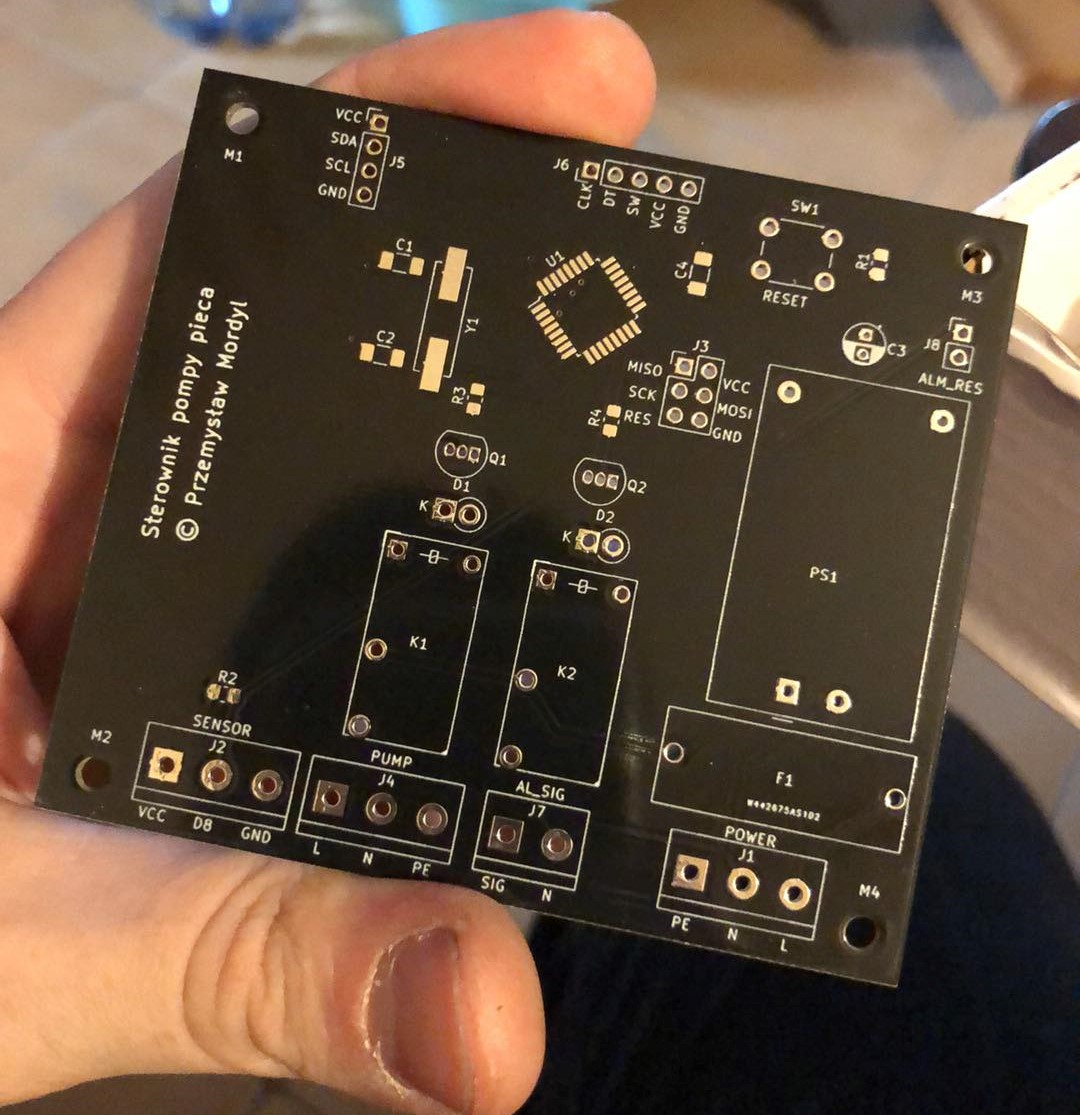 VCC
SDA
SCL
GND
J5
M1
J6
CLK
DT
SW
VCC
GND
SW1
RESET
R1
M3
C1
U1
C4
C2
Y1
C3
J8
ALM_RES
J3
MISO
SCK
RES
VCC
MOSI
GND
R3
R4
Q1
Q2
D1
K
D2
K
Sterownik pompy pieca
© Przemysław Mordyl
PS1
K1
K2
R2
SENSOR
J2
VCC
D8
GND
M2
PUMP
J4
L
N
PE
AL_SIG
J7
SIG
N
F1
W442675AS1D2
POWER
J1
PE
N
L
M4